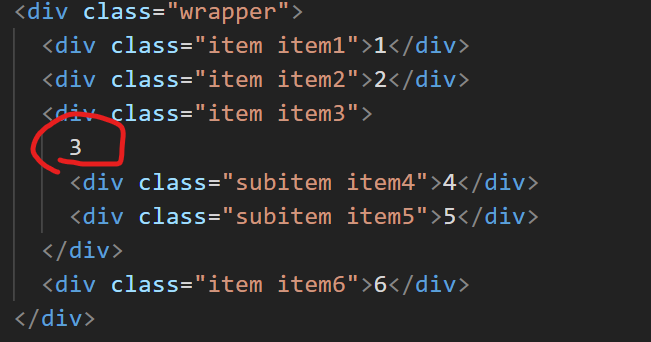 <div class="wrapper">
<div class="item item1">1</div>
<div class="item item2">2</div>
<div class="item item3">
3
<div class="subitem item4">4</div>
<div class="subitem item5">5</div>
</div>
<div class="item item6">6</div>
</div>